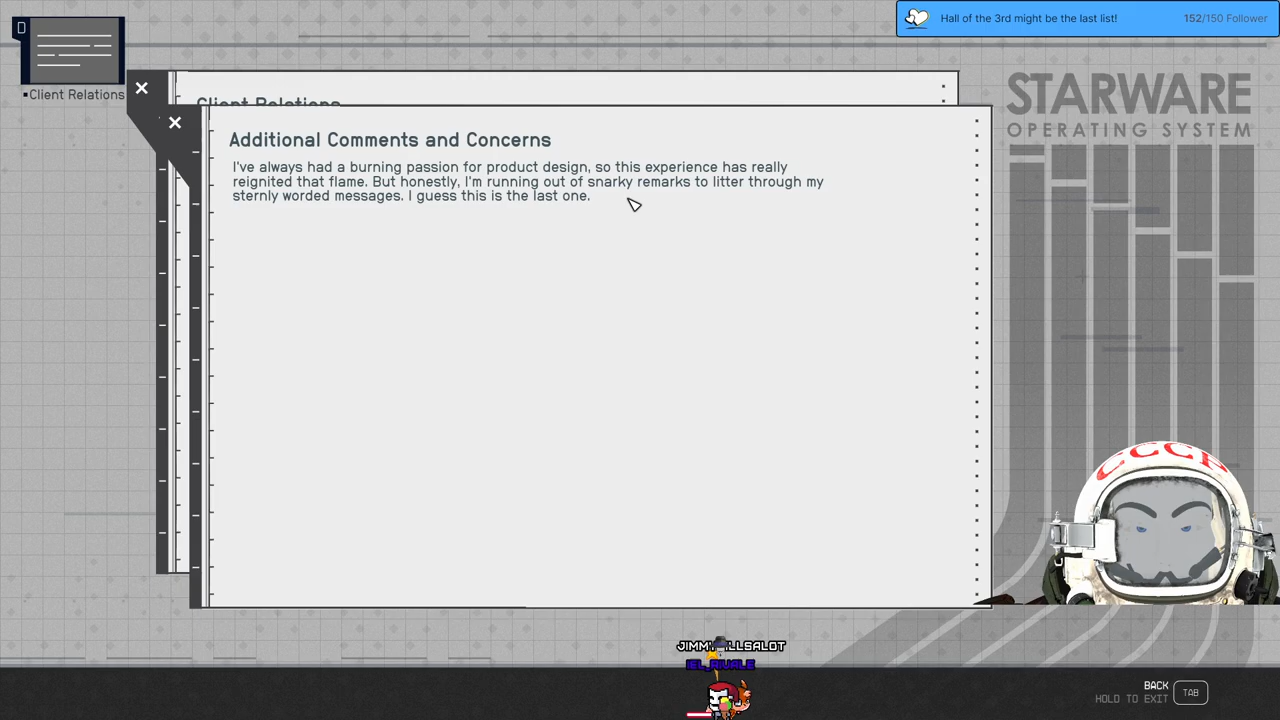 Hall of the 3rd might be the last list!
152/150 Follower
D
▪Client Relations
Client Relations
STARWARE
OPERATING SYSTEM
Additional Comments and Concerns
I've always had a burning passion for product design, so this experience has really
reignited that flame. But honestly, I'm running out of snarky remarks to litter through my
sternly worded messages. I guess this is the last one.
CCCP
BACK
HOLD TO EXIT
TAB